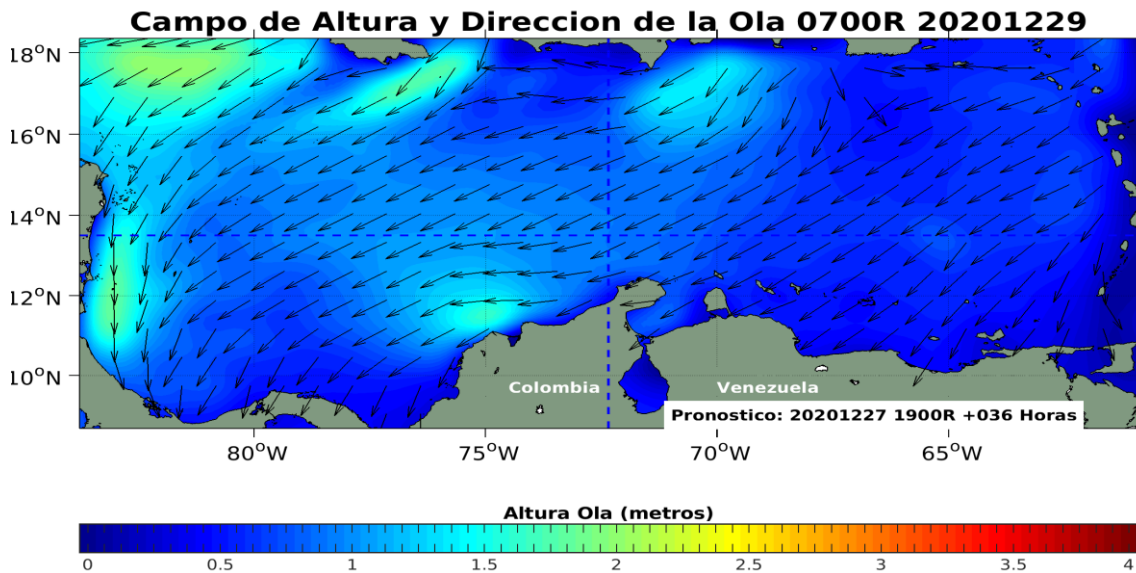 Campo de Altura y Direccion de la Ola 0700R 20201229
18°N
16°N
14°N
12°N
10°N
Colombia
Venezuela
Pronostico: 20201227 1900R +036 Horas
80°W 75°W 70°W 65°W
Altura Ola (metros)
0 0.5 1 1.5 2 2.5 3 3.5 4